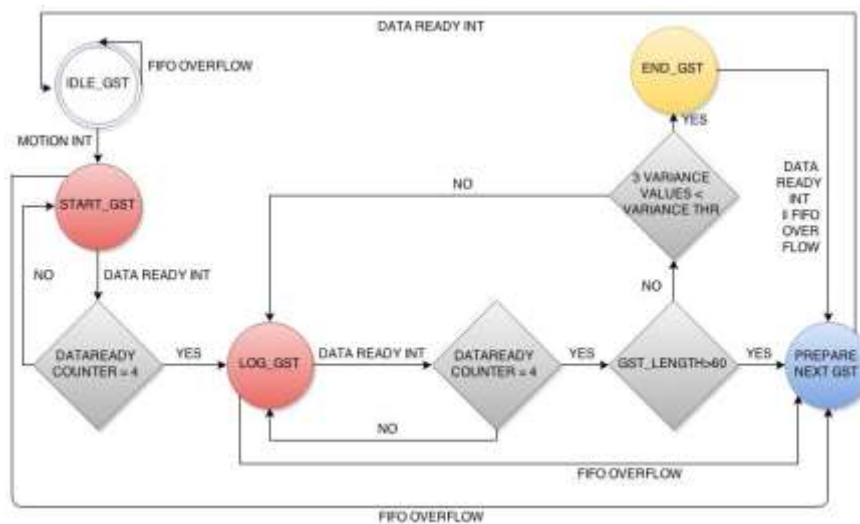 DATA READY INT
FIFO OVERFLOW
IDLE_GST
END_GST
MOTION INT
YES
START_GST
NO
3 VARIANCE
VALUES <
VARIANCE THR
DATA
READY
INT
|| FIFO
OVER
FLOW
NO
DATA READY INT
NO
DATAREADY
COUNTER = 4
YES
LOG_GST
DATA READY INT
DATAREADY
COUNTER = 4
YES
GST_LENGTH>60
YES
PREPARE
NEXT GST
NO
FIFO OVERFLOW
FIFO OVERFLOW